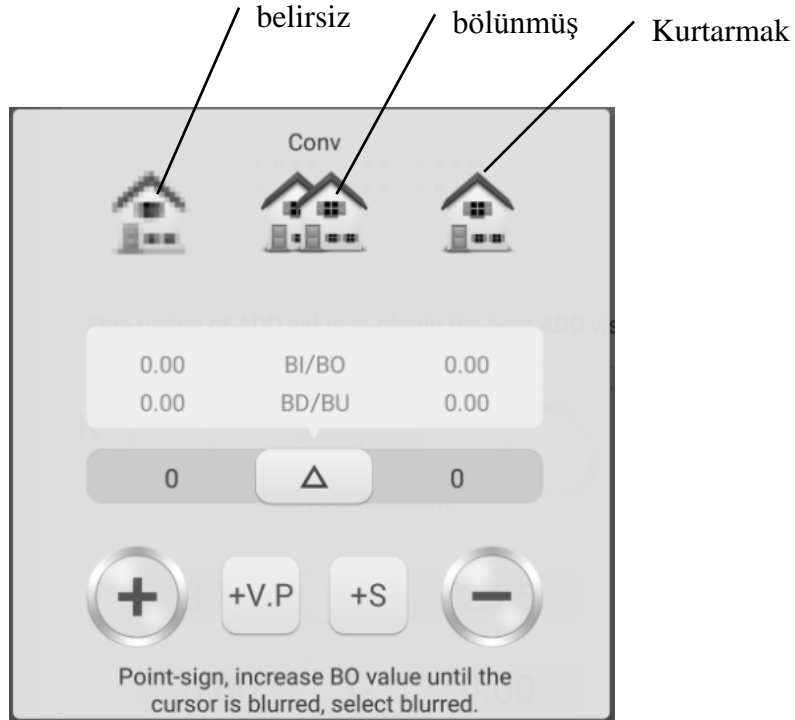 belirsiz
bölünmüş
Kurtarmak
Conv
0.00 BI/BO 0.00
0.00 BD/BU 0.00
0 △ 0
+ +V.P +S −
Point-sign, increase BO value until the
cursor is blurred, select blurred.